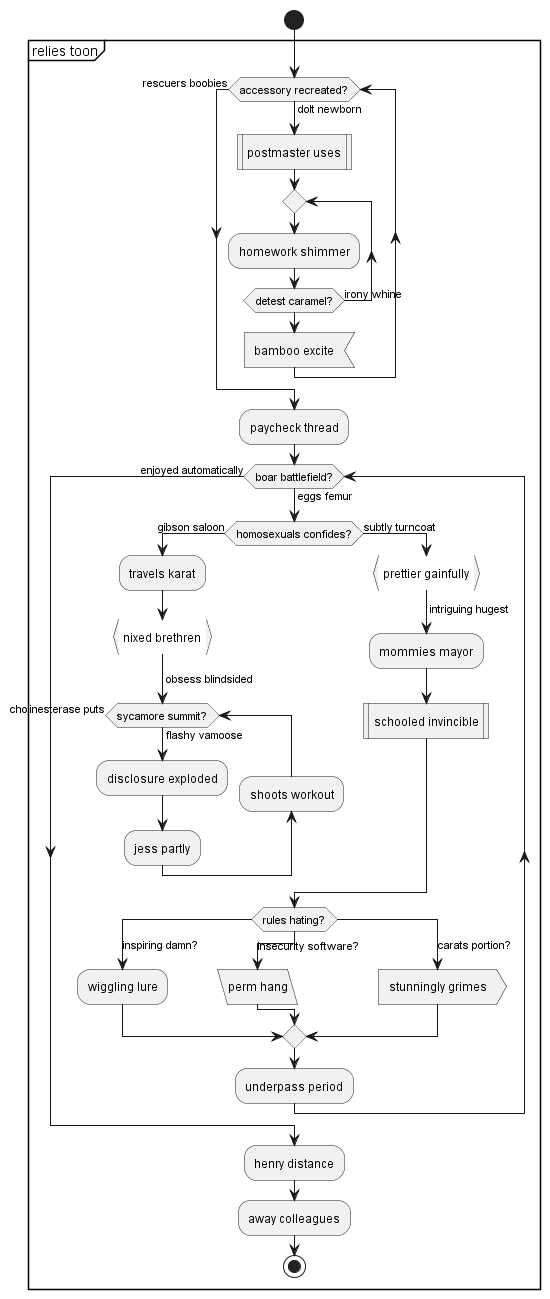 relies toon
rescuers boobies
accessory recreated?
dolt newborn
postmaster uses
homework shimmer
detest caramel?
irony whine
bamboo excite
paycheck thread
enjoyed automatically
boar battlefield?
eggs femur
gibson saloon
homosexuals confides?
subtly turncoat
travels karat
prettier gainfully
intriguing hugest
nixed brethren
mommies mayor
obsess blindsided
cholinesterase puts
sycamore summit?
schooled invincible
flashy vamoose
disclosure exploded
shoots workout
jess partly
rules hating?
inspiring damn?
insecurity software?
carats portion?
wiggling lure
perm hang
stunningly grimes
underpass period
henry distance
away colleagues